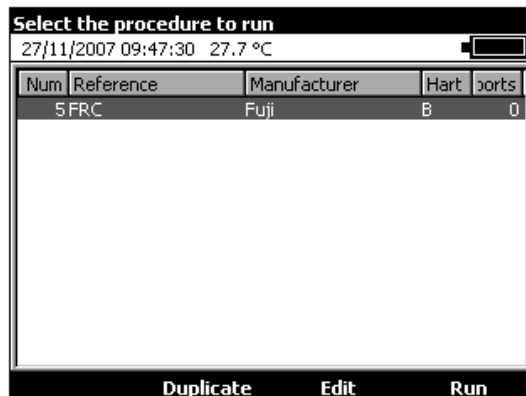 Select the procedure to run
27/11/2007 09:47:30 27.7 °C
Num Reference Manufacturer Hart ports
5 FRC Fuji B 0
Duplicate Edit Run